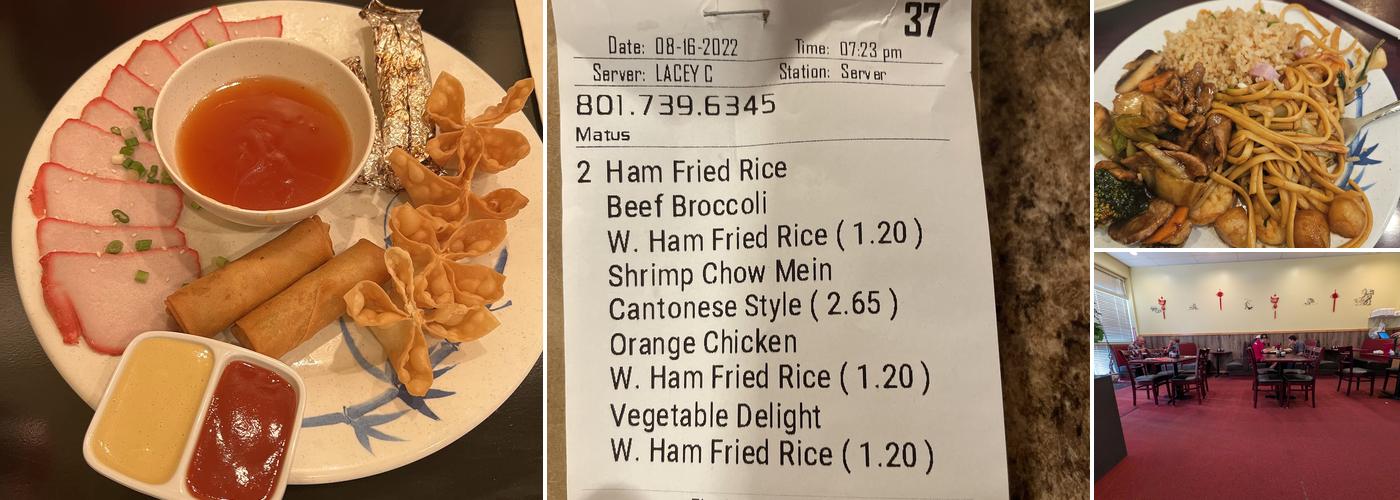 37
Date: 08-16-2022 Time: 07:23 pm
Server: LACEY C Station: Server
801.739.6345
Matus
2 Ham Fried Rice
Beef Broccoli
W. Ham Fried Rice ( 1.20 )
Shrimp Chow Mein
Cantonese Style ( 2.65 )
Orange Chicken
W. Ham Fried Rice ( 1.20 )
Vegetable Delight
W. Ham Fried Rice ( 1.20 )